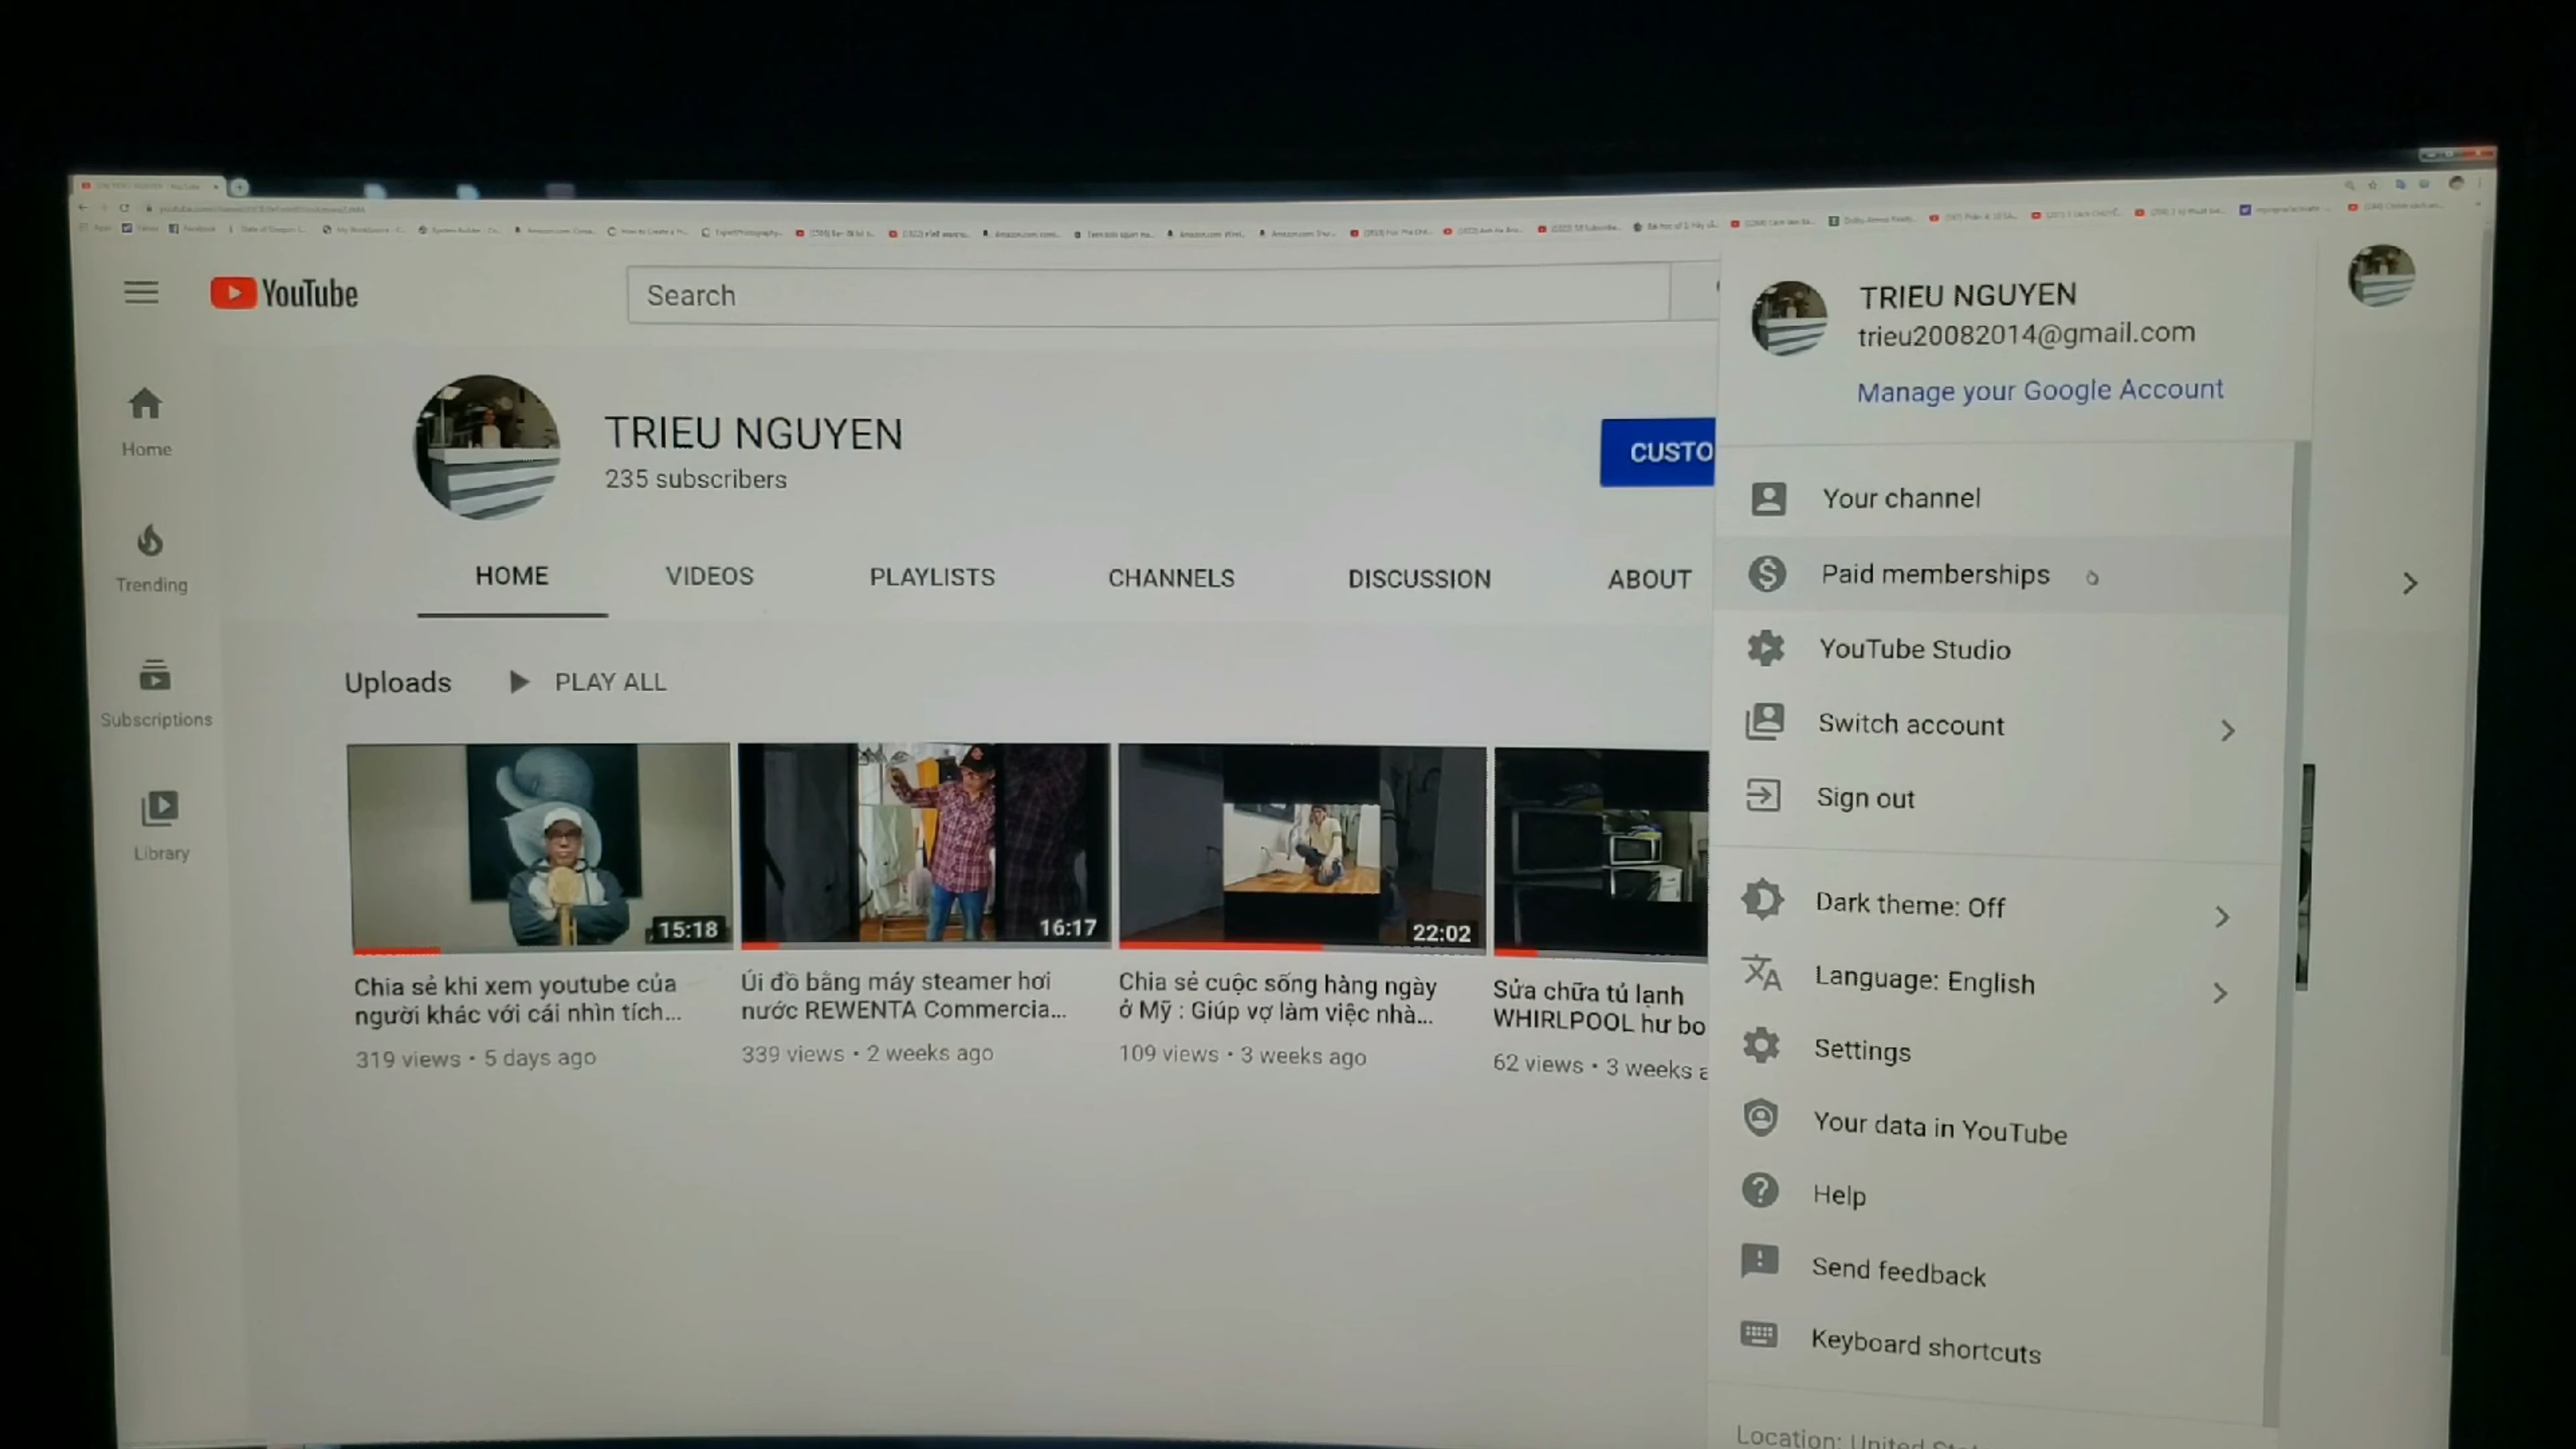 YouTube
Search
TRIEU NGUYEN
trieu20082014@gmail.com
Manage your Google Account
Home
Trending
Subscriptions
Library
TRIEU NGUYEN
235 subscribers
CUSTO
HOME VIDEOS PLAYLISTS CHANNELS DISCUSSION ABOUT
Uploads PLAY ALL
15:18
16:17
22:02
Chia sẻ khi xem youtube của
người khác với cái nhìn tích...
319 views • 5 days ago
Ủi đồ bằng máy steamer hơi
nước REWENTA Commercia...
339 views • 2 weeks ago
Chia sẻ cuộc sống hàng ngày
ở Mỹ : Giúp vợ làm việc nhà...
109 views • 3 weeks ago
Sửa chữa tủ lạnh
WHIRLPOOL hư bo
62 views • 3 weeks a
Your channel
Paid memberships
YouTube Studio
Switch account
Sign out
Dark theme: Off
Language: English
Settings
Your data in YouTube
Help
Send feedback
Keyboard shortcuts
Location: United